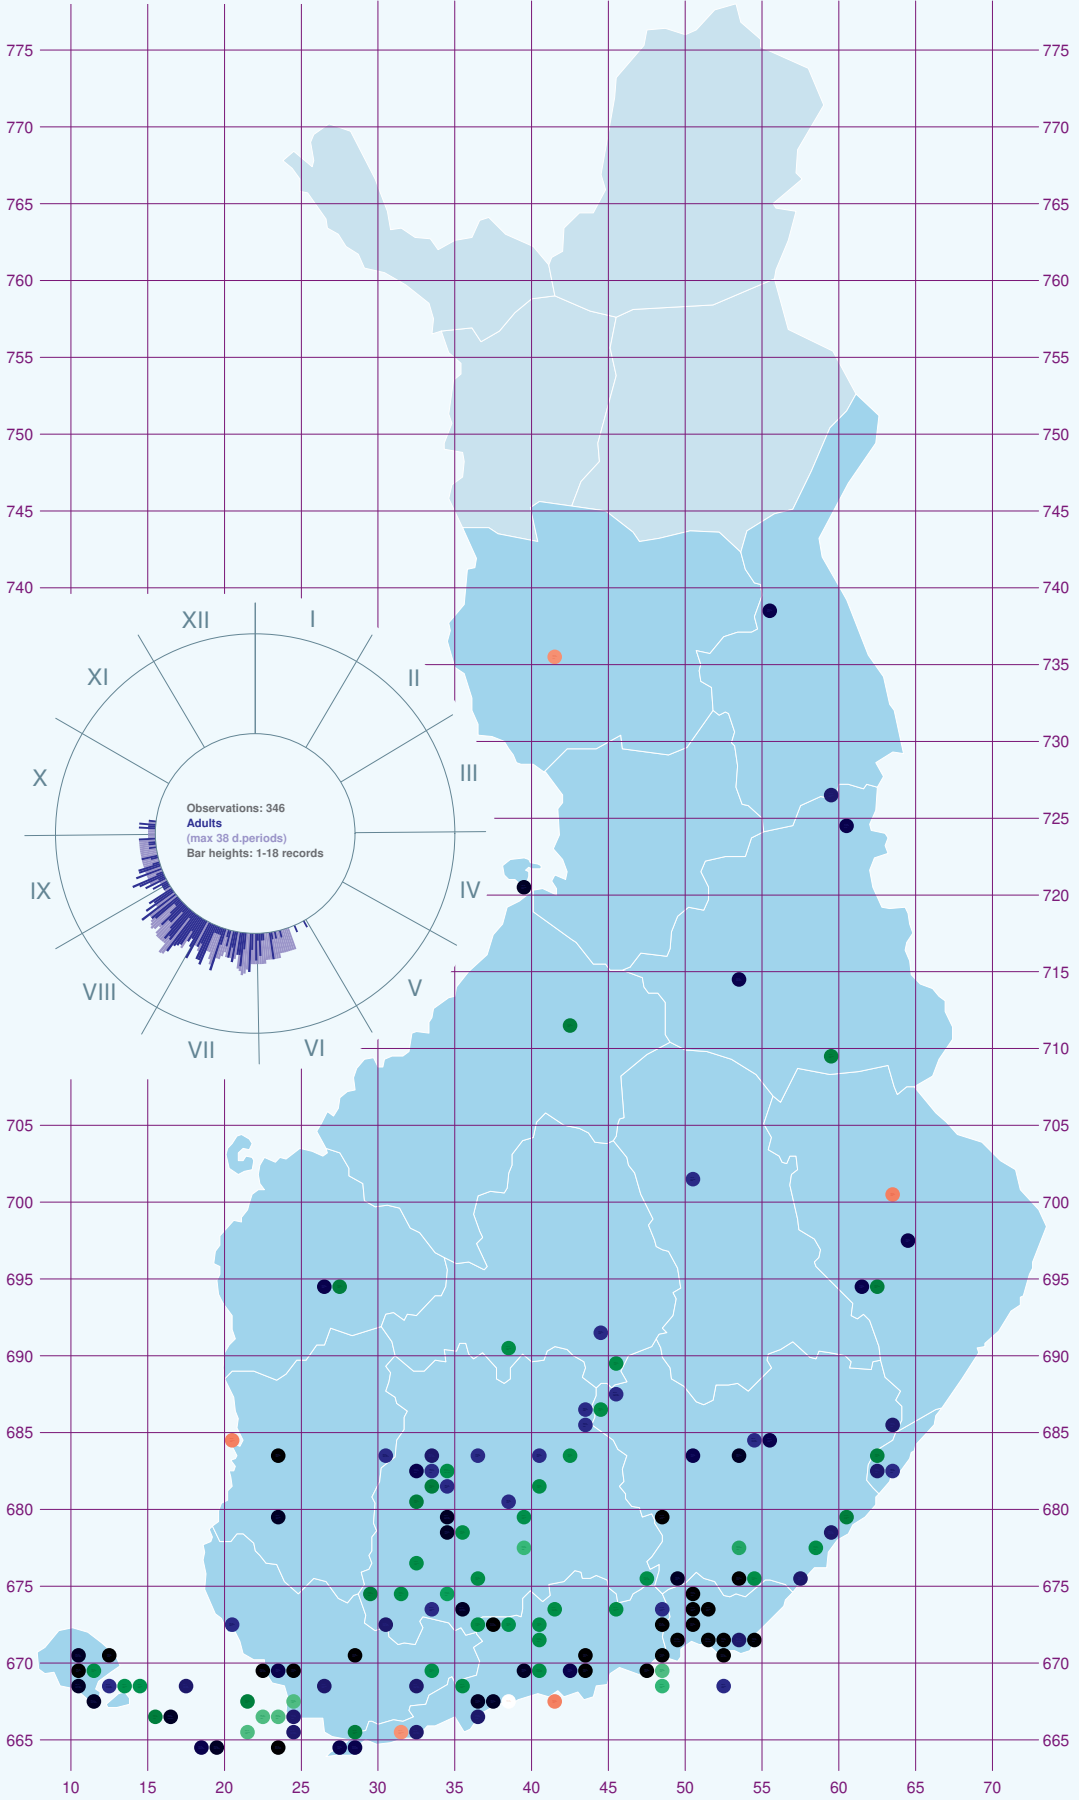 775 775
770 770
765 765
760 760
755 755
750 750
745 745
740 740
XII I
XI II
735 735
730 730
X III
Observations: 346
Adults
(max 38 d.periods)
Bar heights: 1-18 records
725 725
IX IV
720 720
VIII V
715 715
VII VI
710 710
705 705
700 700
695 695
690 690
685 685
680 680
675 675
670 670
665 665
10 15 20 25 30 35 40 45 50 55 60 65 70